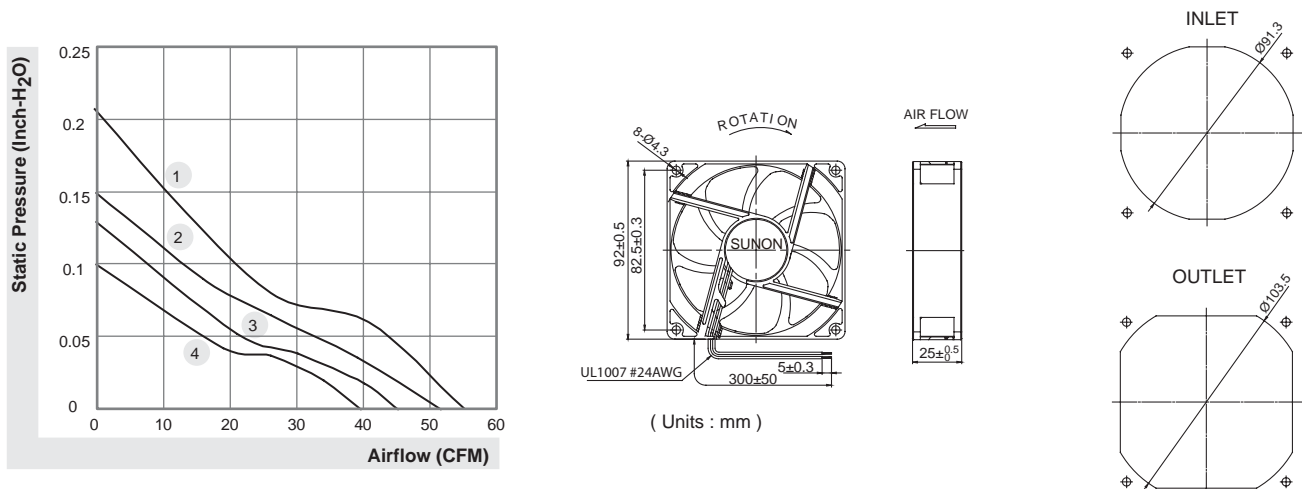 Static Pressure (Inch-H2O)
0.25
0.2
0.15
0.1
0.05
0
0 10 20 30 40 50 60
Airflow (CFM)
1
2
3
4
8-Ø4.3
ROTATION
92±0.5
82.5±0.3
SUNON
UL1007 #24AWG
5±0.3
300±50
( Units : mm )
AIR FLOW
25±0.5 0
INLET
Ø91.3
OUTLET
Ø103.5